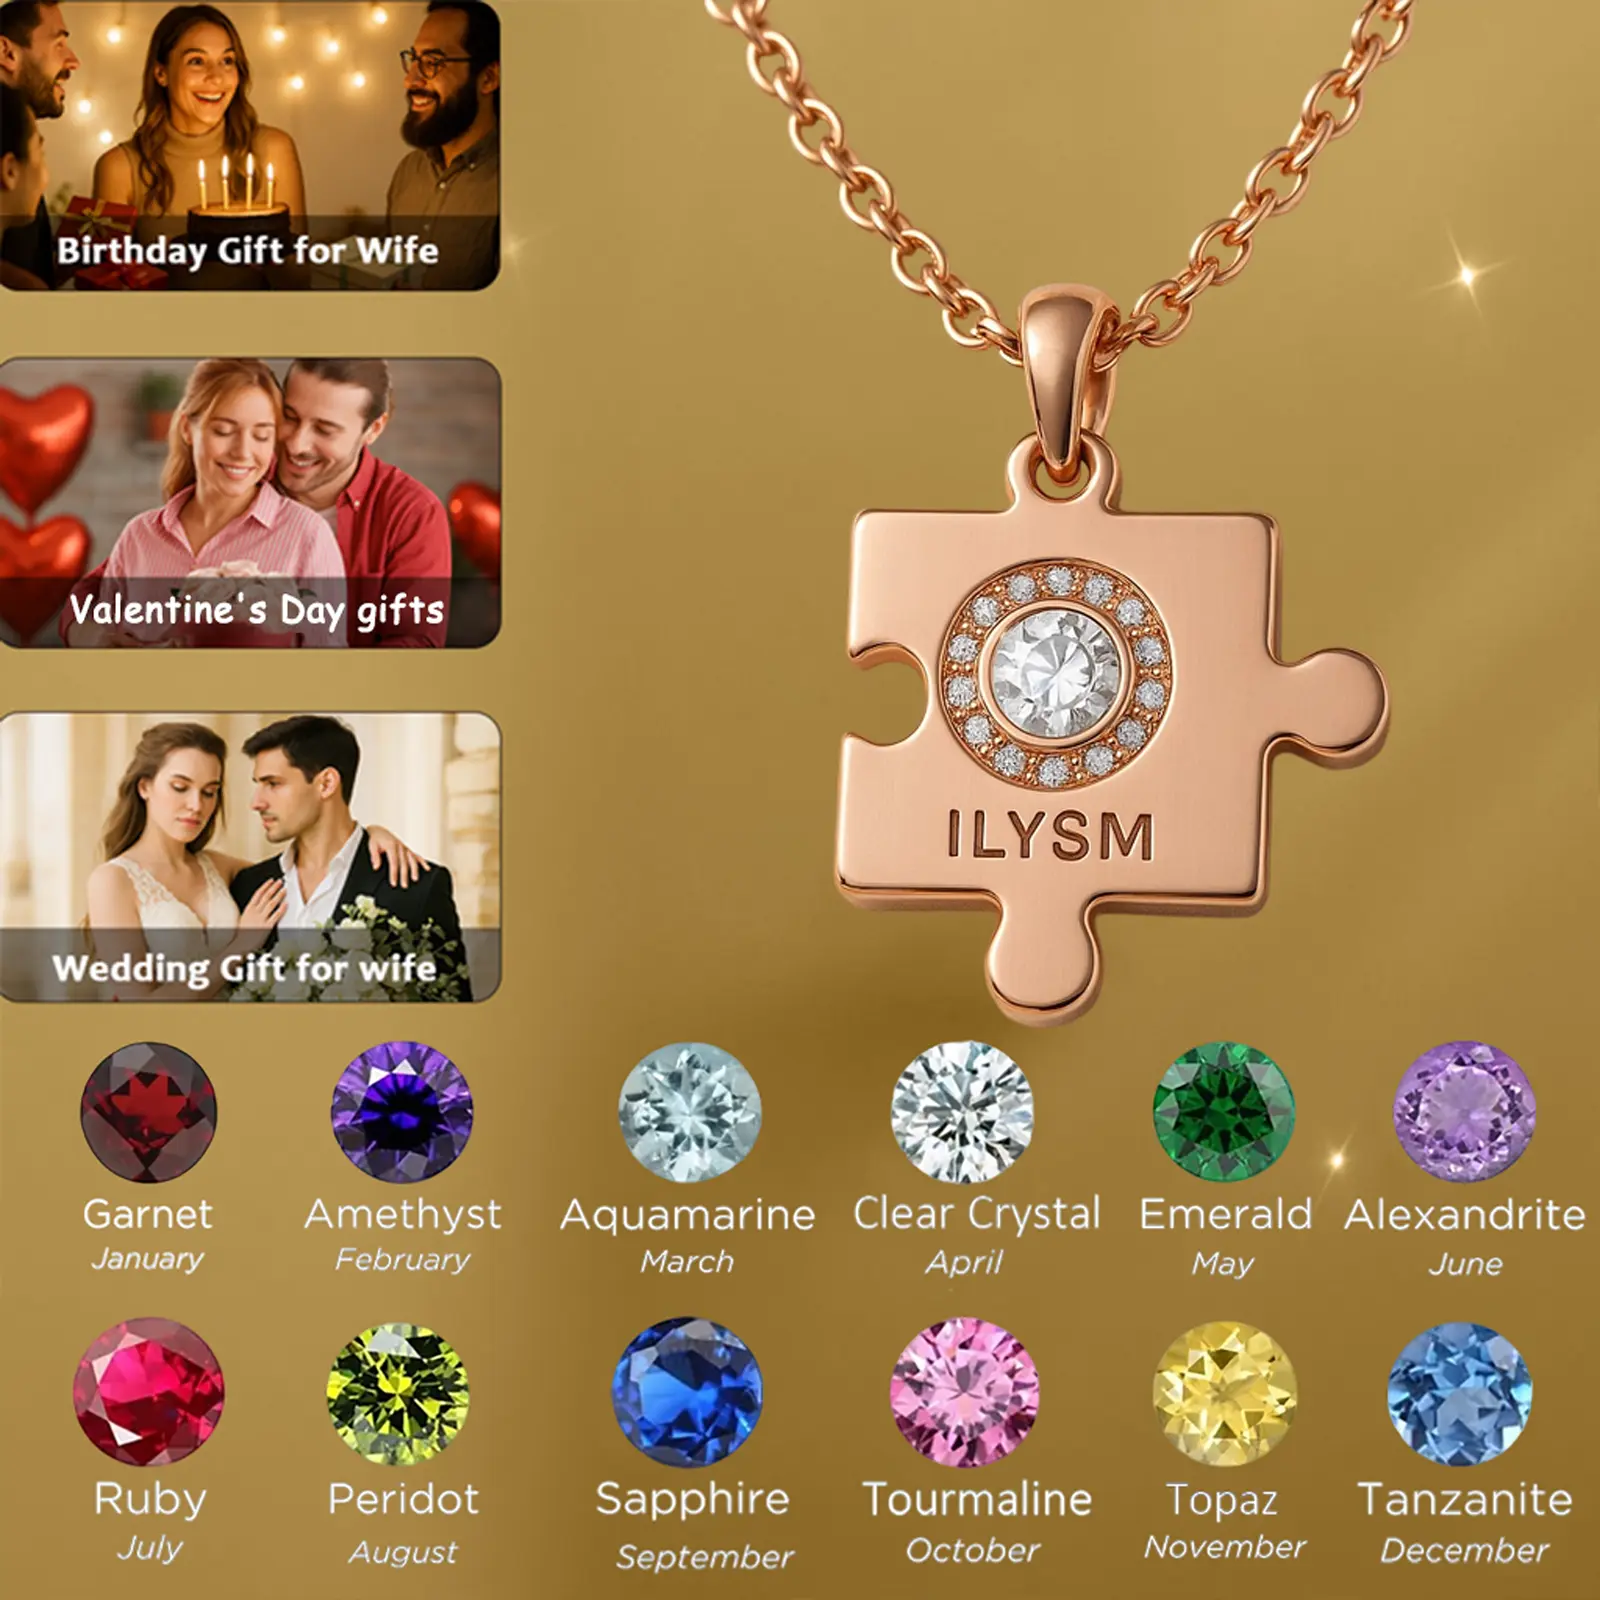 Birthday Gift for Wife
Valentine's Day gifts
Wedding Gift for wife
ILYSM
Garnet
January
Amethyst
February
Aquamarine
March
Clear Crystal
April
Emerald
May
Alexandrite
June
Ruby
July
Peridot
August
Sapphire
September
Tourmaline
October
Topaz
November
Tanzanite
December